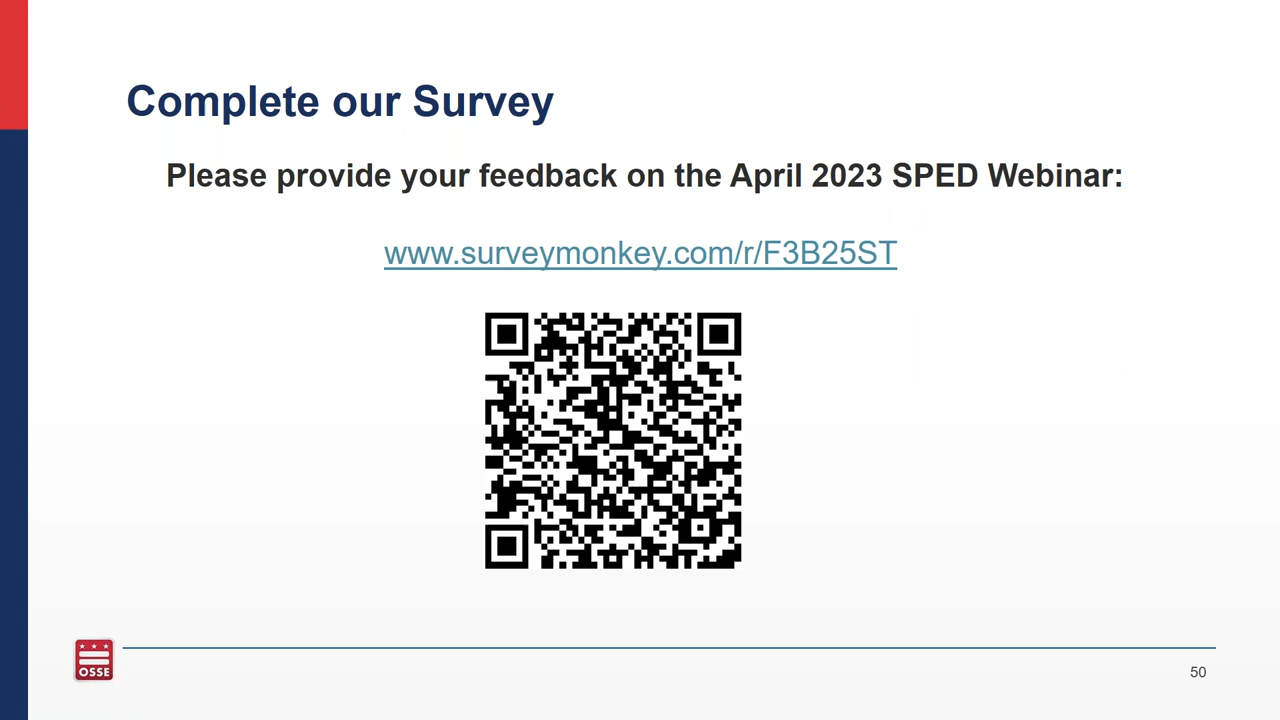 Complete our Survey
Please provide your feedback on the April 2023 SPED Webinar:
www.surveymonkey.com/r/F3B25ST
OSSE
50